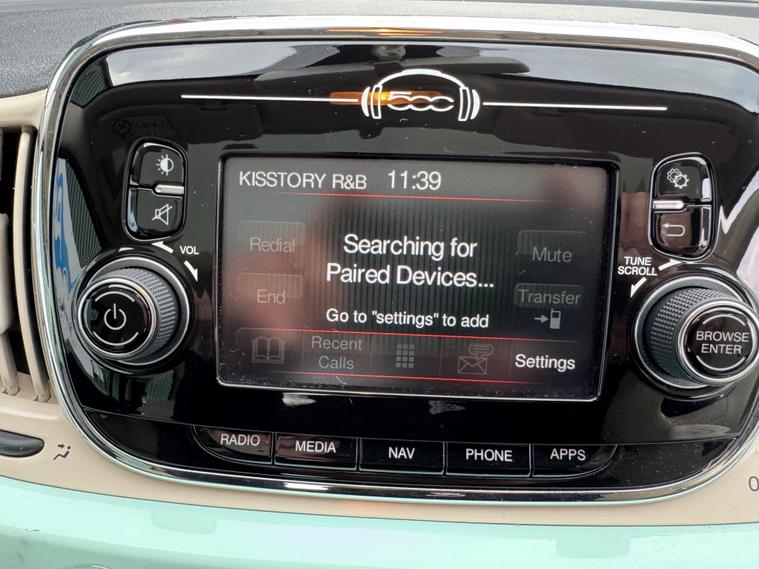 500
KISSTORY R&B 11:39
VOL
TUNE
SCROLL
Redial
Searching for
Paired Devices...
Mute
End
Transfer
Go to "settings" to add
Recent
Calls
Settings
BROWSE
ENTER
RADIO
MEDIA
NAV
PHONE
APPS